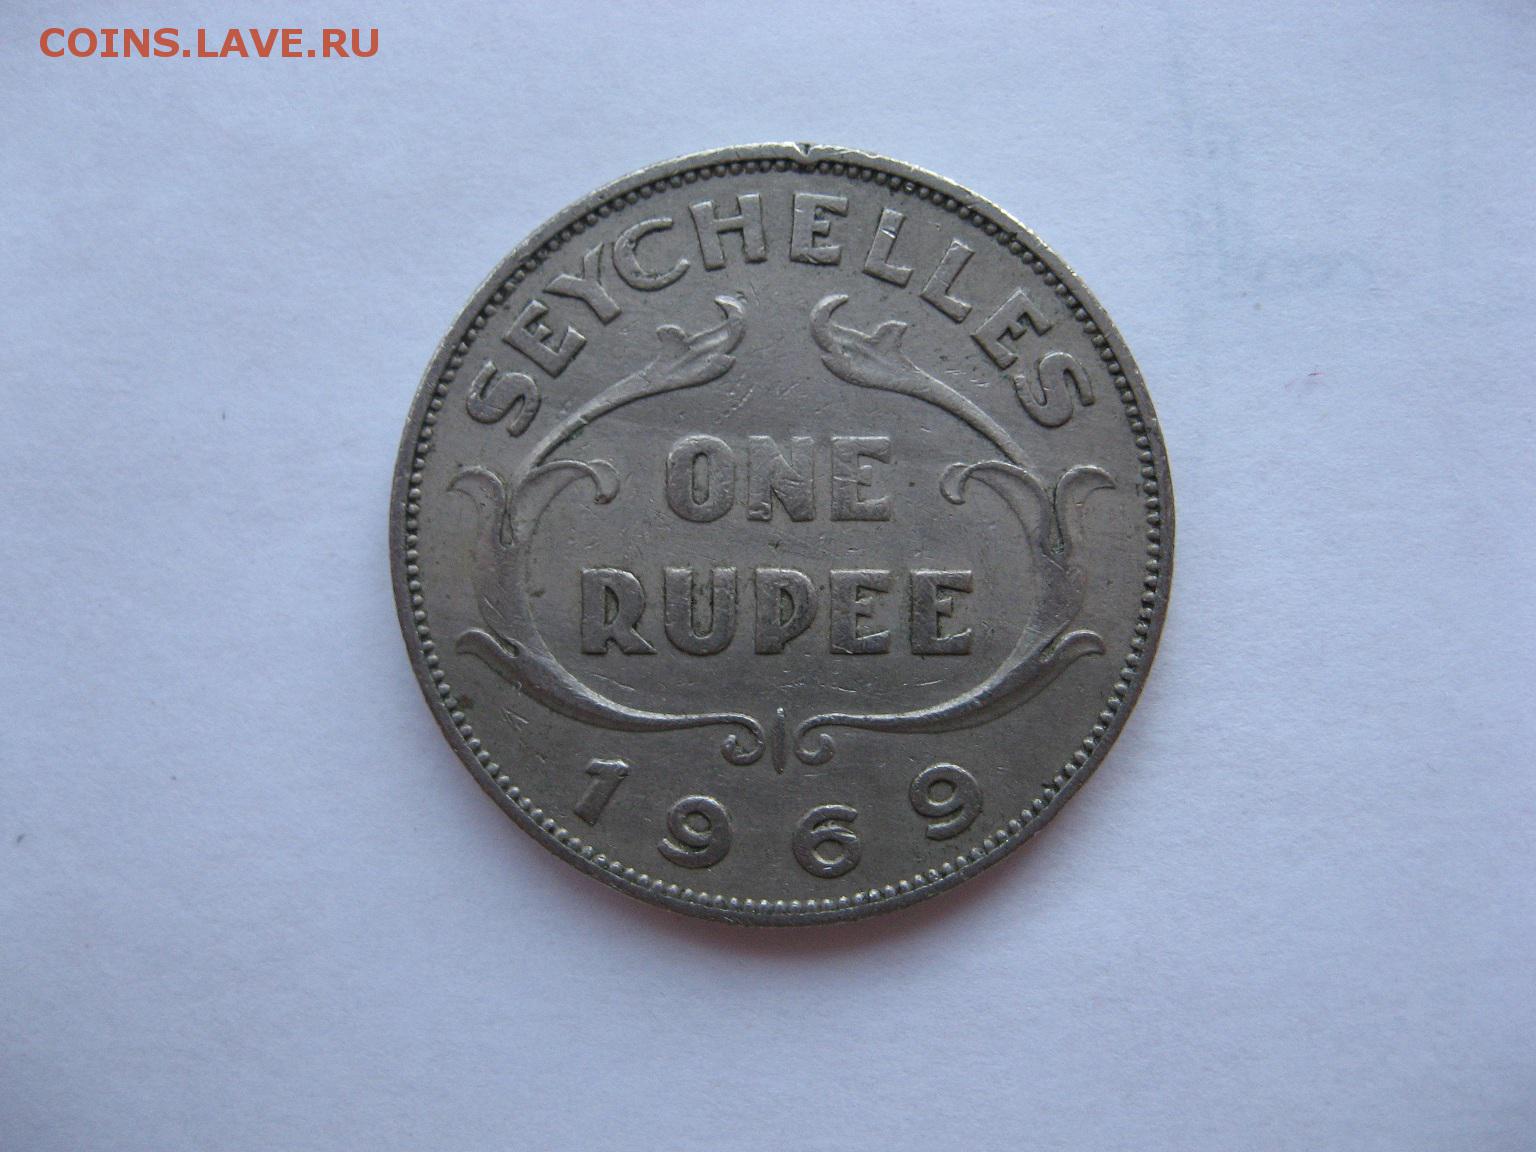 COINS.LAVE.RU
SEYCHELLES
ONE
RUPEE
1969